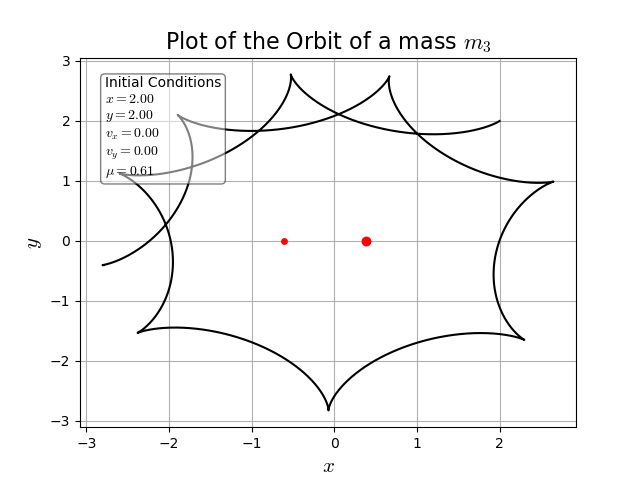 Plot of the Orbit of a mass m₃
Initial Conditions
x = 2.00
y = 2.00
vₓ = 0.00
v_y = 0.00
μ = 0.61
3
2
1
0
−1
−2
−3
y
−3 −2 −1 0 1 2
x